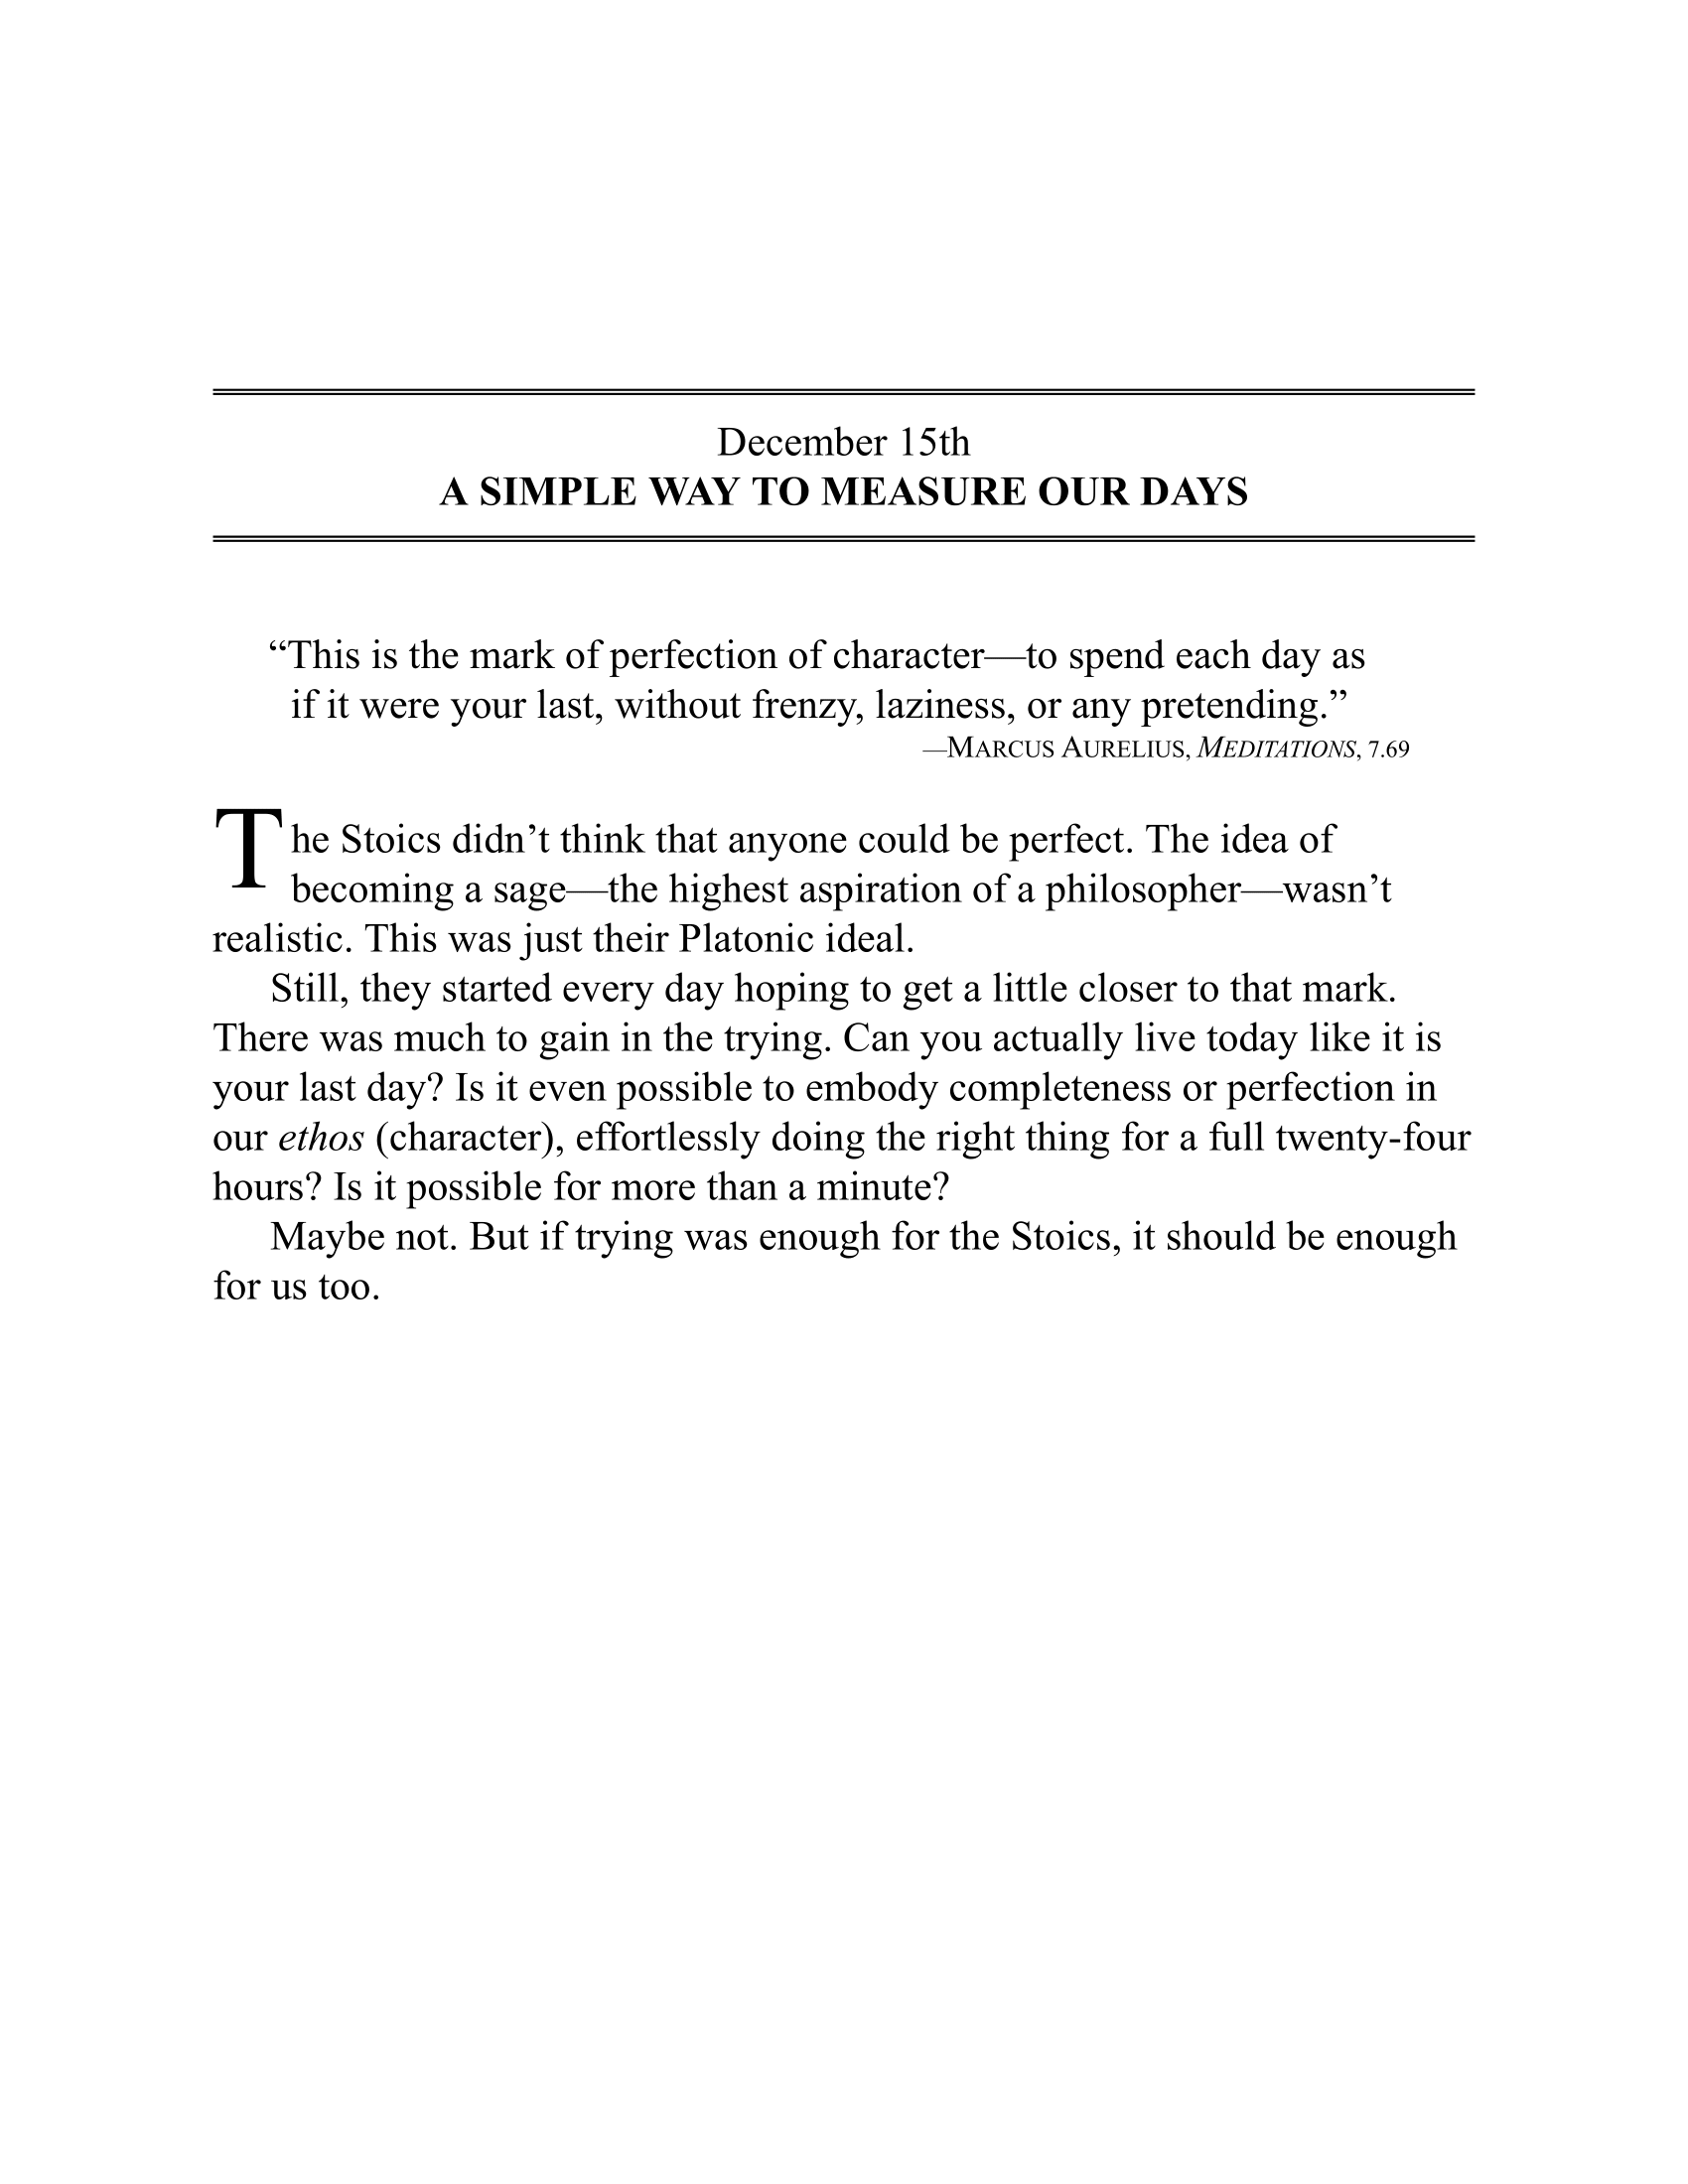 December 15th
A SIMPLE WAY TO MEASURE OUR DAYS
“This is the mark of perfection of character—to spend each day as
if it were your last, without frenzy, laziness, or any pretending.”
—MARCUS AURELIUS, MEDITATIONS, 7.69
The Stoics didn’t think that anyone could be perfect. The idea of
becoming a sage—the highest aspiration of a philosopher—wasn’t
realistic. This was just their Platonic ideal.
Still, they started every day hoping to get a little closer to that mark.
There was much to gain in the trying. Can you actually live today like it is
your last day? Is it even possible to embody completeness or perfection in
our ethos (character), effortlessly doing the right thing for a full twenty-four
hours? Is it possible for more than a minute?
Maybe not. But if trying was enough for the Stoics, it should be enough
for us too.